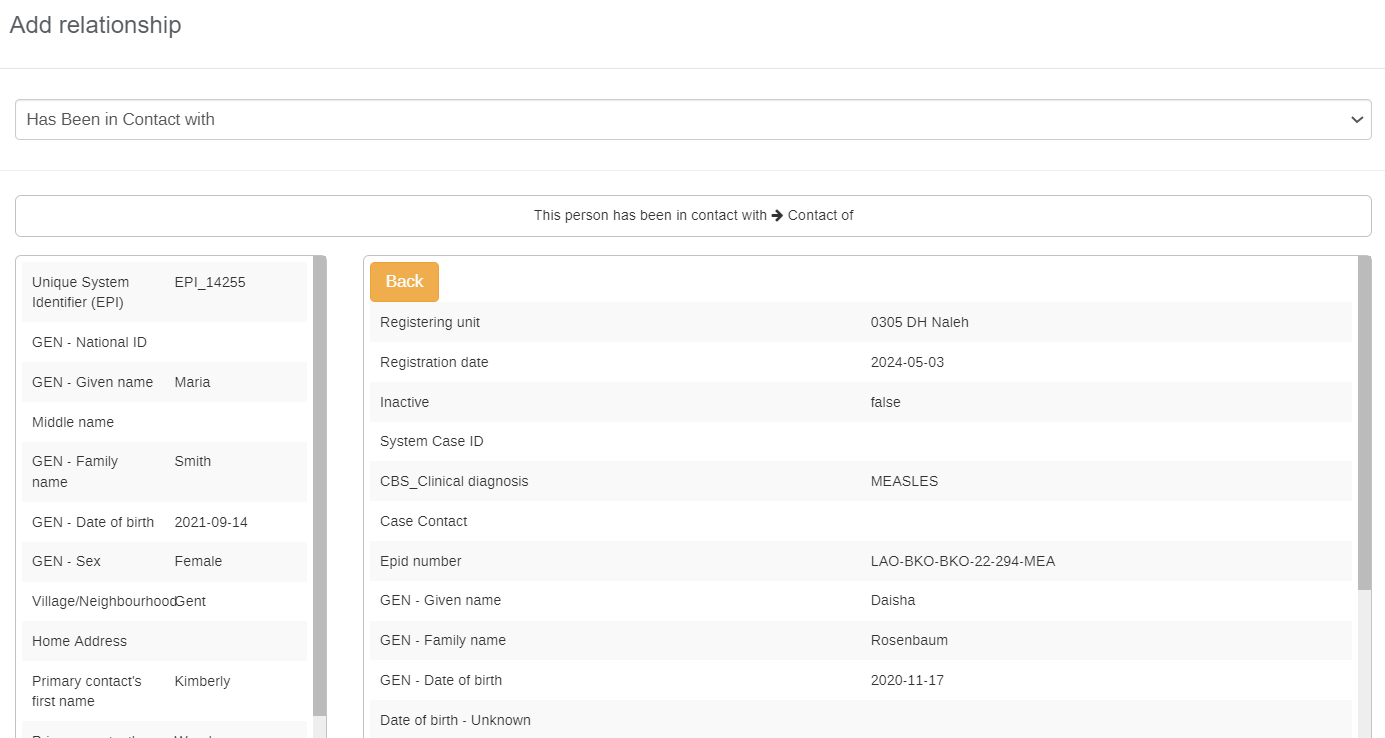 Add relationship
Has Been in Contact with
This person has been in contact with → Contact of
Unique System EPI_14255
Identifier (EPI)
GEN - National ID
GEN - Given name Maria
Middle name
GEN - Family Smith
name
GEN - Date of birth 2021-09-14
GEN - Sex Female
Village/Neighbourhood Gent
Home Address
Primary contact's Kimberly
first name
Back
Registering unit 0305 DH Naleh
Registration date 2024-05-03
Inactive false
System Case ID
CBS_Clinical diagnosis MEASLES
Case Contact
Epid number LAO-BKO-BKO-22-294-MEA
GEN - Given name Daisha
GEN - Family name Rosenbaum
GEN - Date of birth 2020-11-17
Date of birth - Unknown